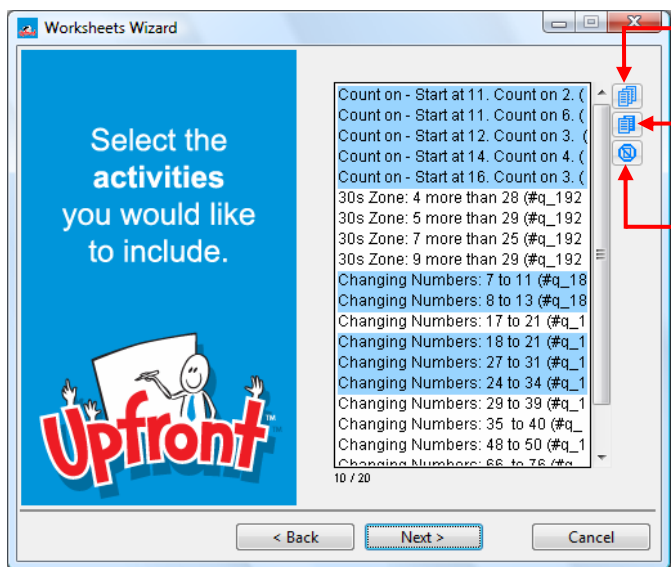 Worksheets Wizard
Select the
activities
you would like
to include.
Upfront
TM
Count on - Start at 11. Count on 2. (
Count on - Start at 11. Count on 6. (
Count on - Start at 12. Count on 3. (
Count on - Start at 14. Count on 4. (
Count on - Start at 16. Count on 3. (
30s Zone: 4 more than 28 (#q_192
30s Zone: 5 more than 29 (#q_192
30s Zone: 7 more than 25 (#q_192
30s Zone: 9 more than 29 (#q_192
Changing Numbers: 7 to 11 (#q_18
Changing Numbers: 8 to 13 (#q_18
Changing Numbers: 17 to 21 (#q_1
Changing Numbers: 18 to 21 (#q_1
Changing Numbers: 27 to 31 (#q_1
Changing Numbers: 24 to 34 (#q_1
Changing Numbers: 29 to 39 (#q_1
Changing Numbers: 35 to 40 (#q_
Changing Numbers: 48 to 50 (#q_1
Changing Numbers: 66 to 76 (#q
10 / 20
< Back
Next >
Cancel